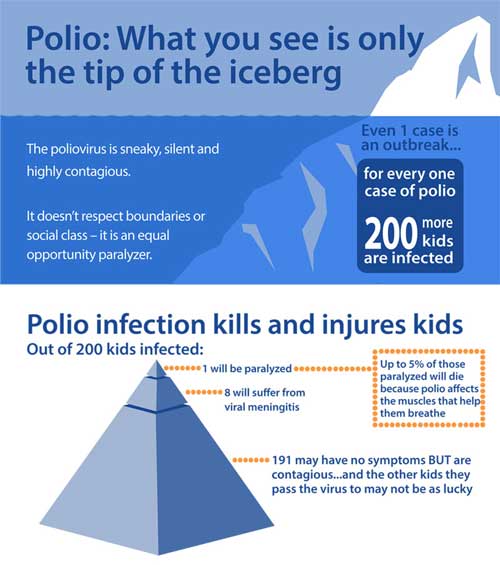 Polio: What you see is only
the tip of the iceberg
The poliovirus is sneaky, silent and
highly contagious.
It doesn't respect boundaries or
social class – it is an equal
opportunity paralyzer.
Even 1 case is
an outbreak...
for every one
case of polio
200 more
kids
are infected
Polio infection kills and injures kids
Out of 200 kids infected:
1 will be paralyzed
Up to 5% of those
paralyzed will die
because polio affects
the muscles that help
them breathe
8 will suffer from
viral meningitis
191 may have no symptoms BUT are
contagious...and the other kids they
pass the virus to may not be as lucky